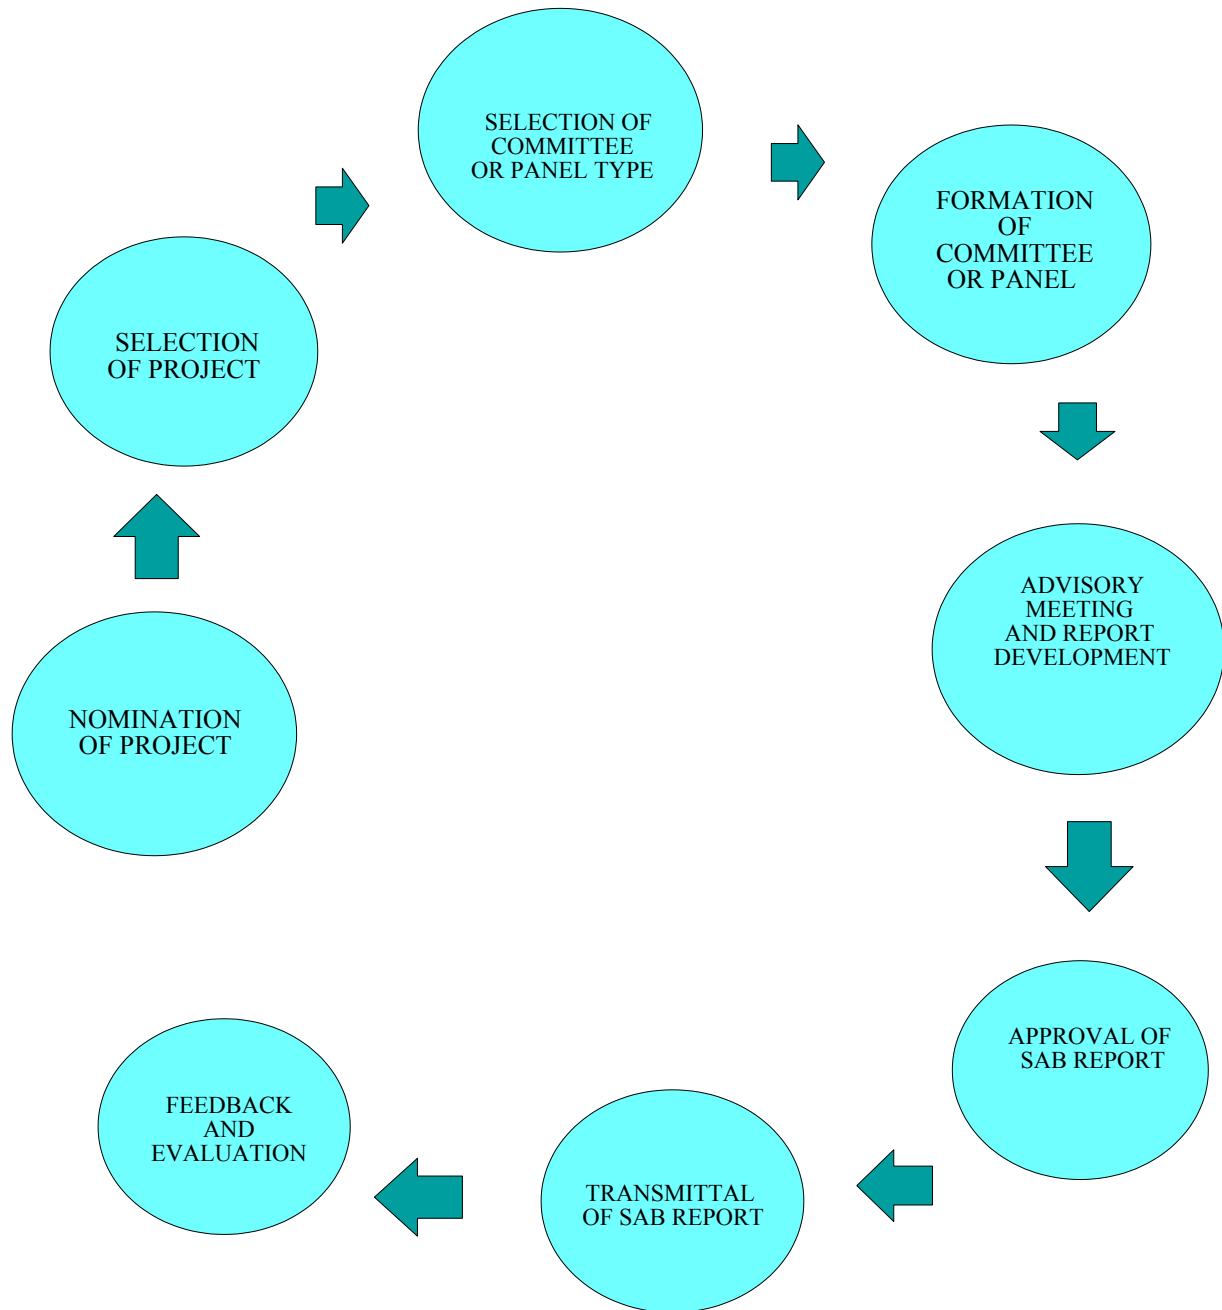 SELECTION OF
COMMITTEE
OR PANEL TYPE
FORMATION
OF
COMMITTEE
OR PANEL
SELECTION
OF PROJECT
ADVISORY
MEETING
AND REPORT
DEVELOPMENT
NOMINATION
OF PROJECT
APPROVAL OF
SAB REPORT
FEEDBACK
AND
EVALUATION
TRANSMITTAL
OF SAB REPORT